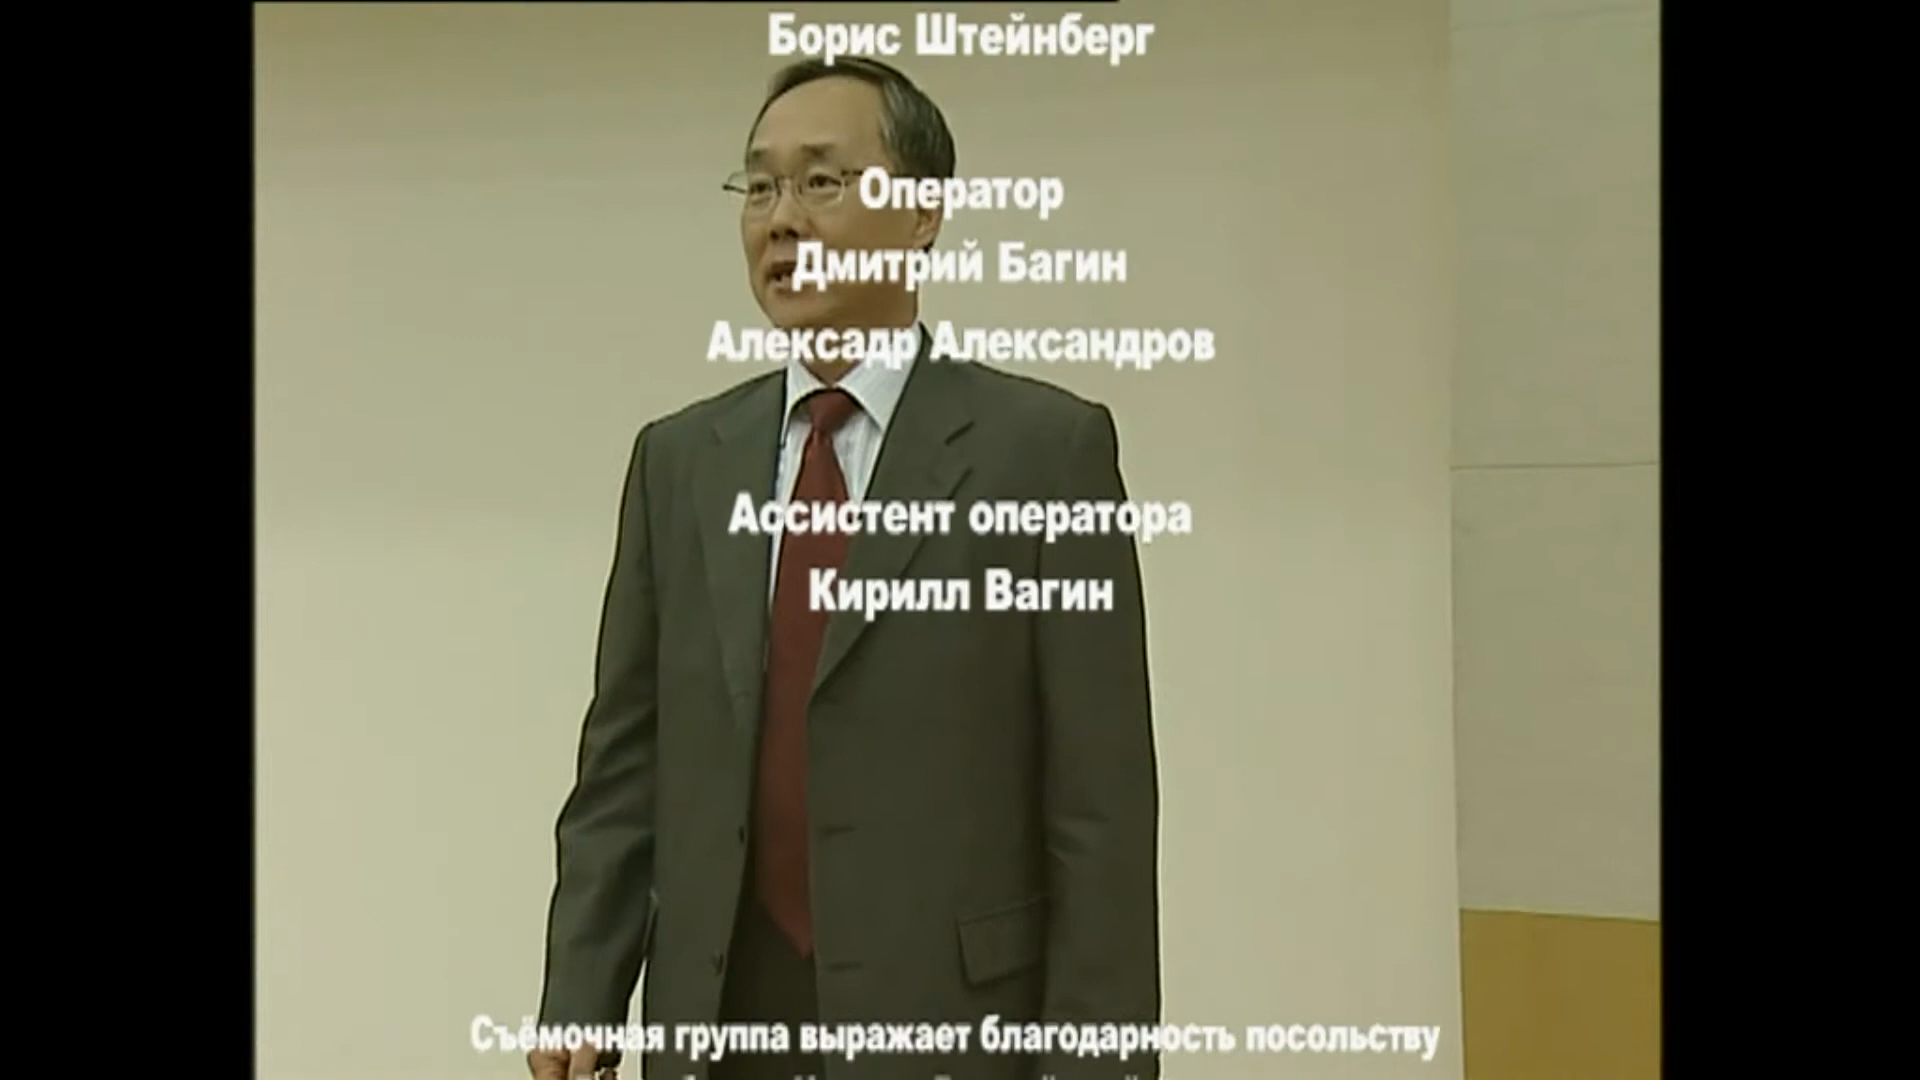 Борис Штейнберг
Оператор
Дмитрий Багин
Алексадр Александров
Ассистент оператора
Кирилл Вагин
Съёмочная группа выражает благодарность посольству